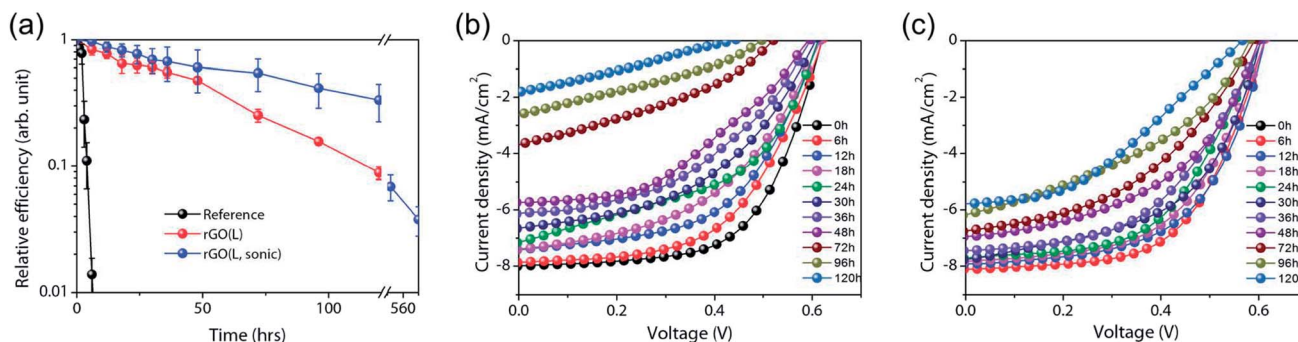 (a)
Relative efficiency (arb. unit)
1
0.1
0.01
Reference
rGO(L)
rGO(L, sonic)
0
50
100
560
Time (hrs)
(b)
Current density (mA/cm²)
0
-2
-4
-6
-8
0h
6h
12h
18h
24h
30h
36h
48h
72h
96h
120h
0.0
0.2
0.4
0.6
Voltage (V)
(c)
Current density (mA/cm²)
0
-2
-4
-6
-8
0h
6h
12h
18h
24h
30h
36h
48h
72h
96h
120
0.0
0.2
0.4
0.6
Voltage (V)